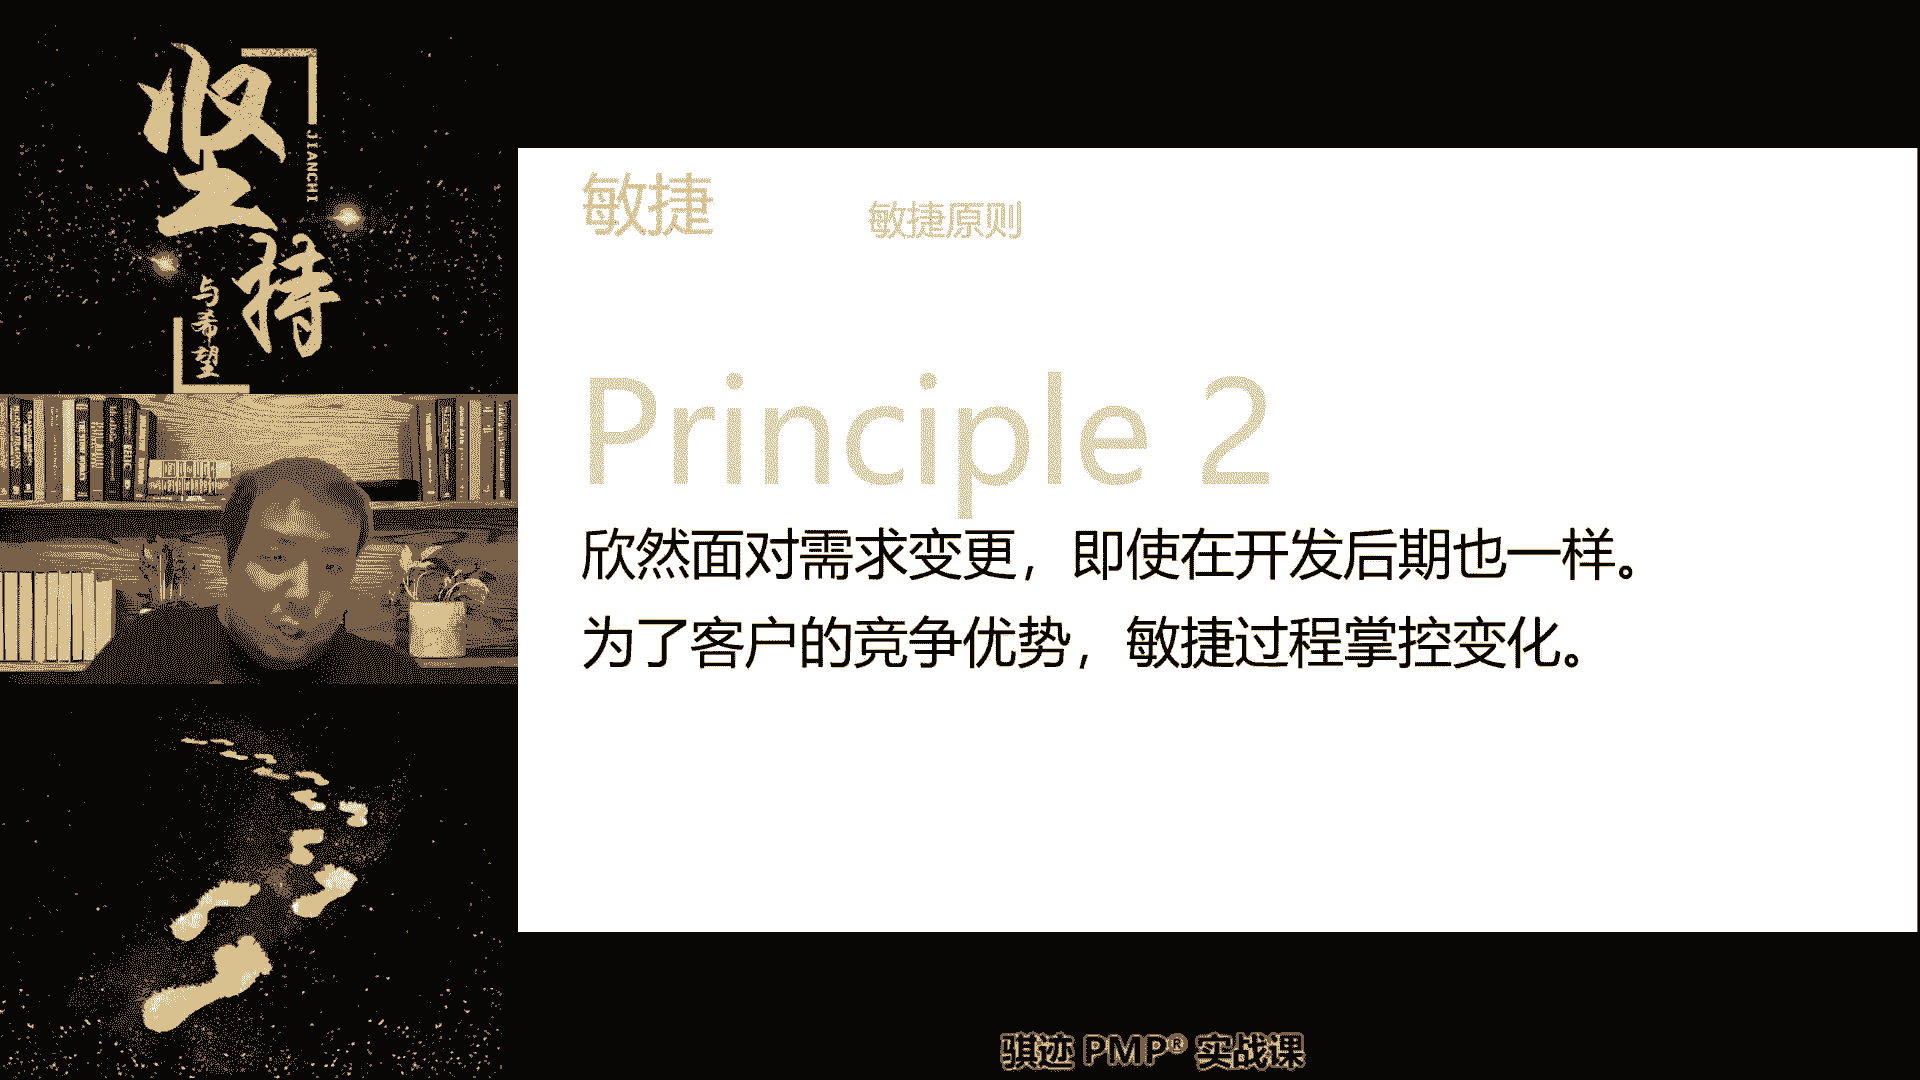 坚持
JIANCHI
与希望
敏捷
敏捷原则
Principle 2
欣然面对需求变更，即使在开发后期也一样。
为了客户的竞争优势，敏捷过程掌控变化。
骐迹 PMP® 实战课